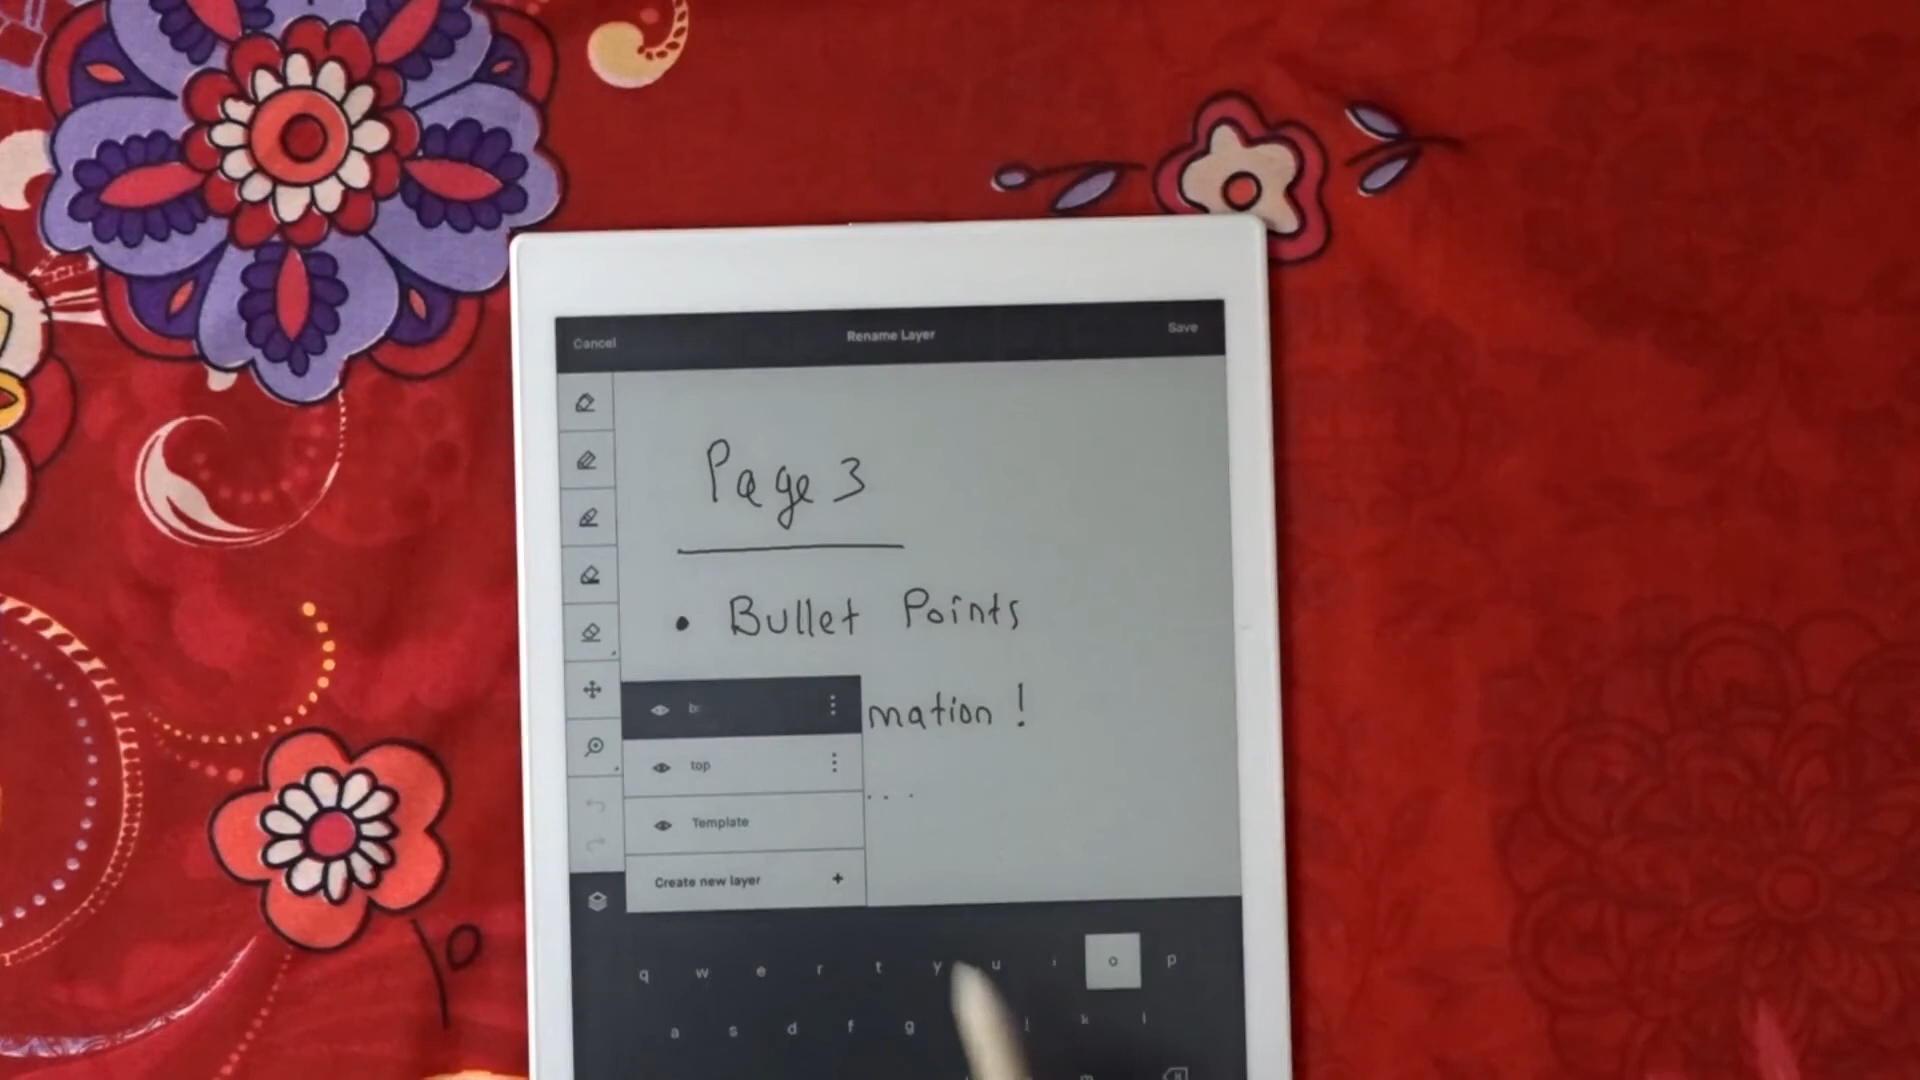 Cancel Rename Layer Save
Page 3
• Bullet Points
mation !
top
...
Template
Create new layer +
q w e r t y u i o p
a s d f g j k l
m